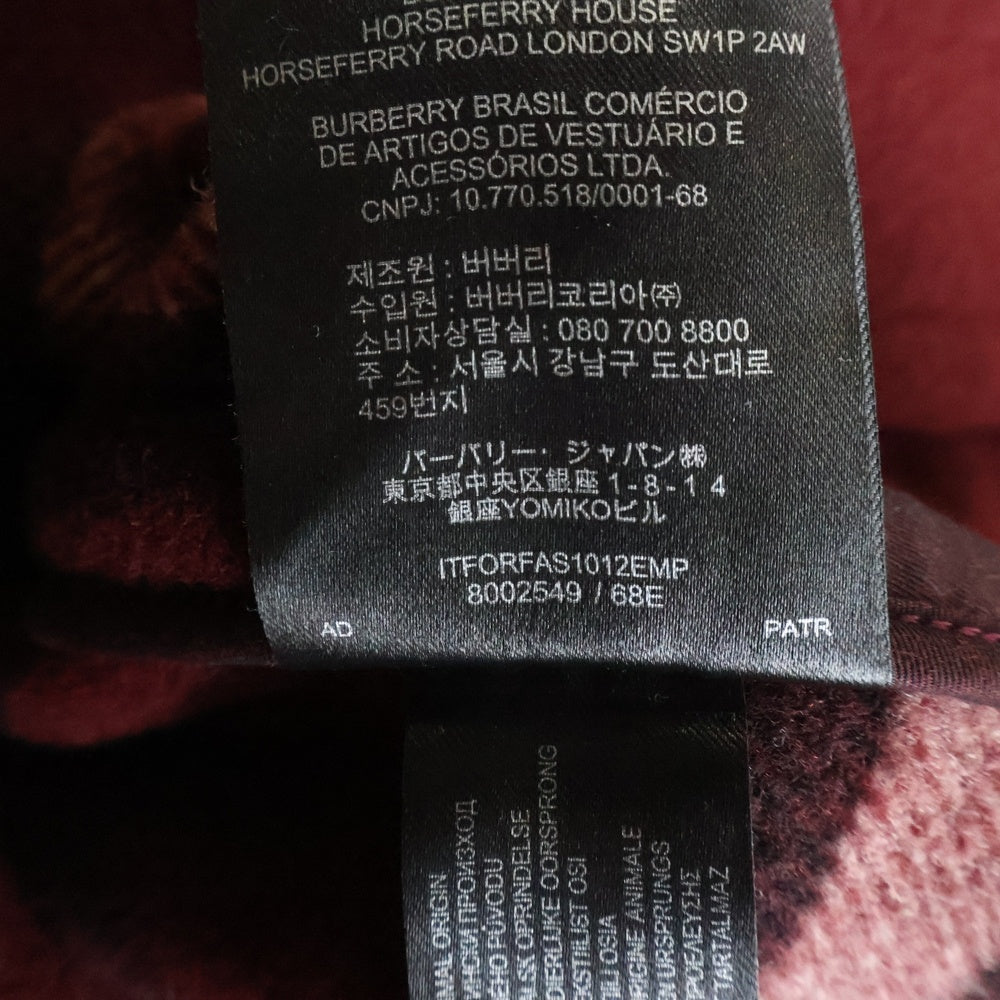 HORSEFERRY HOUSE
HORSEFERRY ROAD LONDON SW1P 2AW
BURBERRY BRASIL COMÉRCIO
DE ARTIGOS DE VESTUÁRIO E
ACESSÓRIOS LTDA.
CNPJ: 10.770.518/0001-68
제조원 : 버버리
수입원 : 버버리코리아㈜
소비자상담실 : 080 700 8800
주 소 : 서울시 강남구 도산대로
459번지
バーバリー・ジャパン㈱
東京都中央区銀座 1-8-14
銀座YOMIKOビル
ITFORFAS1012EMP
8002549 / 68E
AD PATR
ORIGIN
OPRINDELSE
OORSPRONG
OSIA
ANIMALE